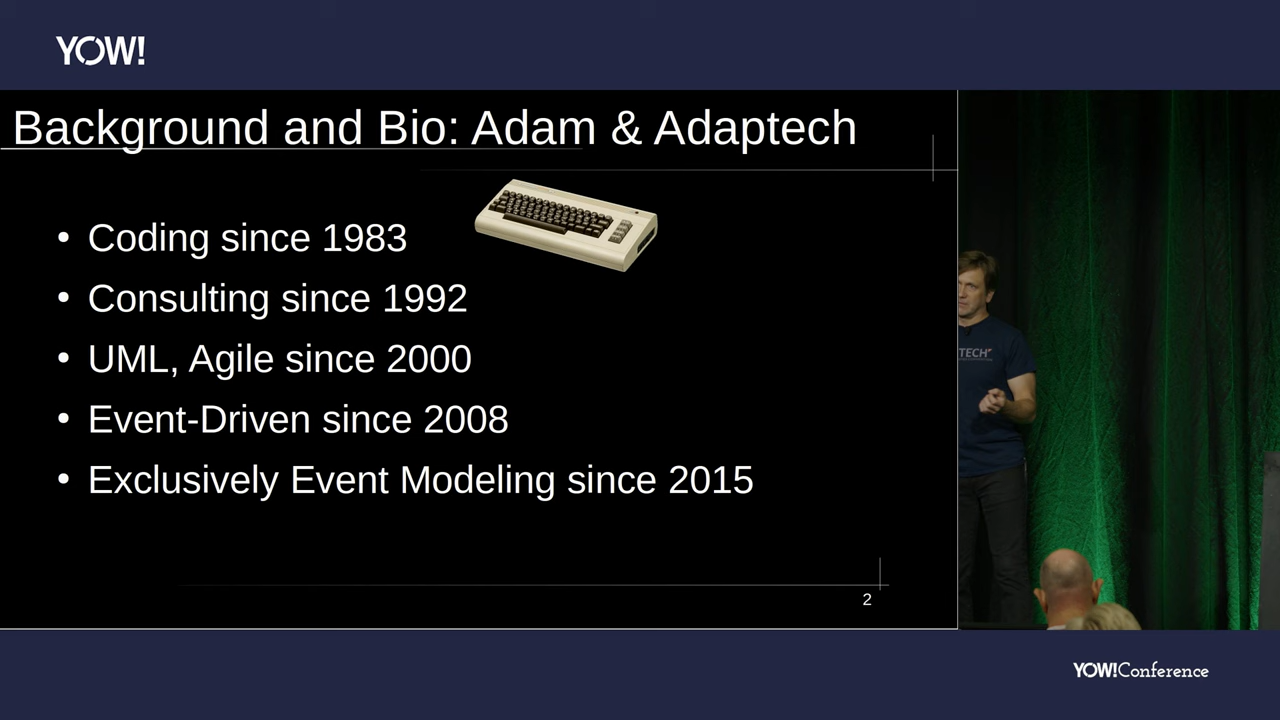 YOW!
Background and Bio: Adam & Adaptech
• Coding since 1983
• Consulting since 1992
• UML, Agile since 2000
• Event-Driven since 2008
• Exclusively Event Modeling since 2015
2
TECH
YOW!Conference